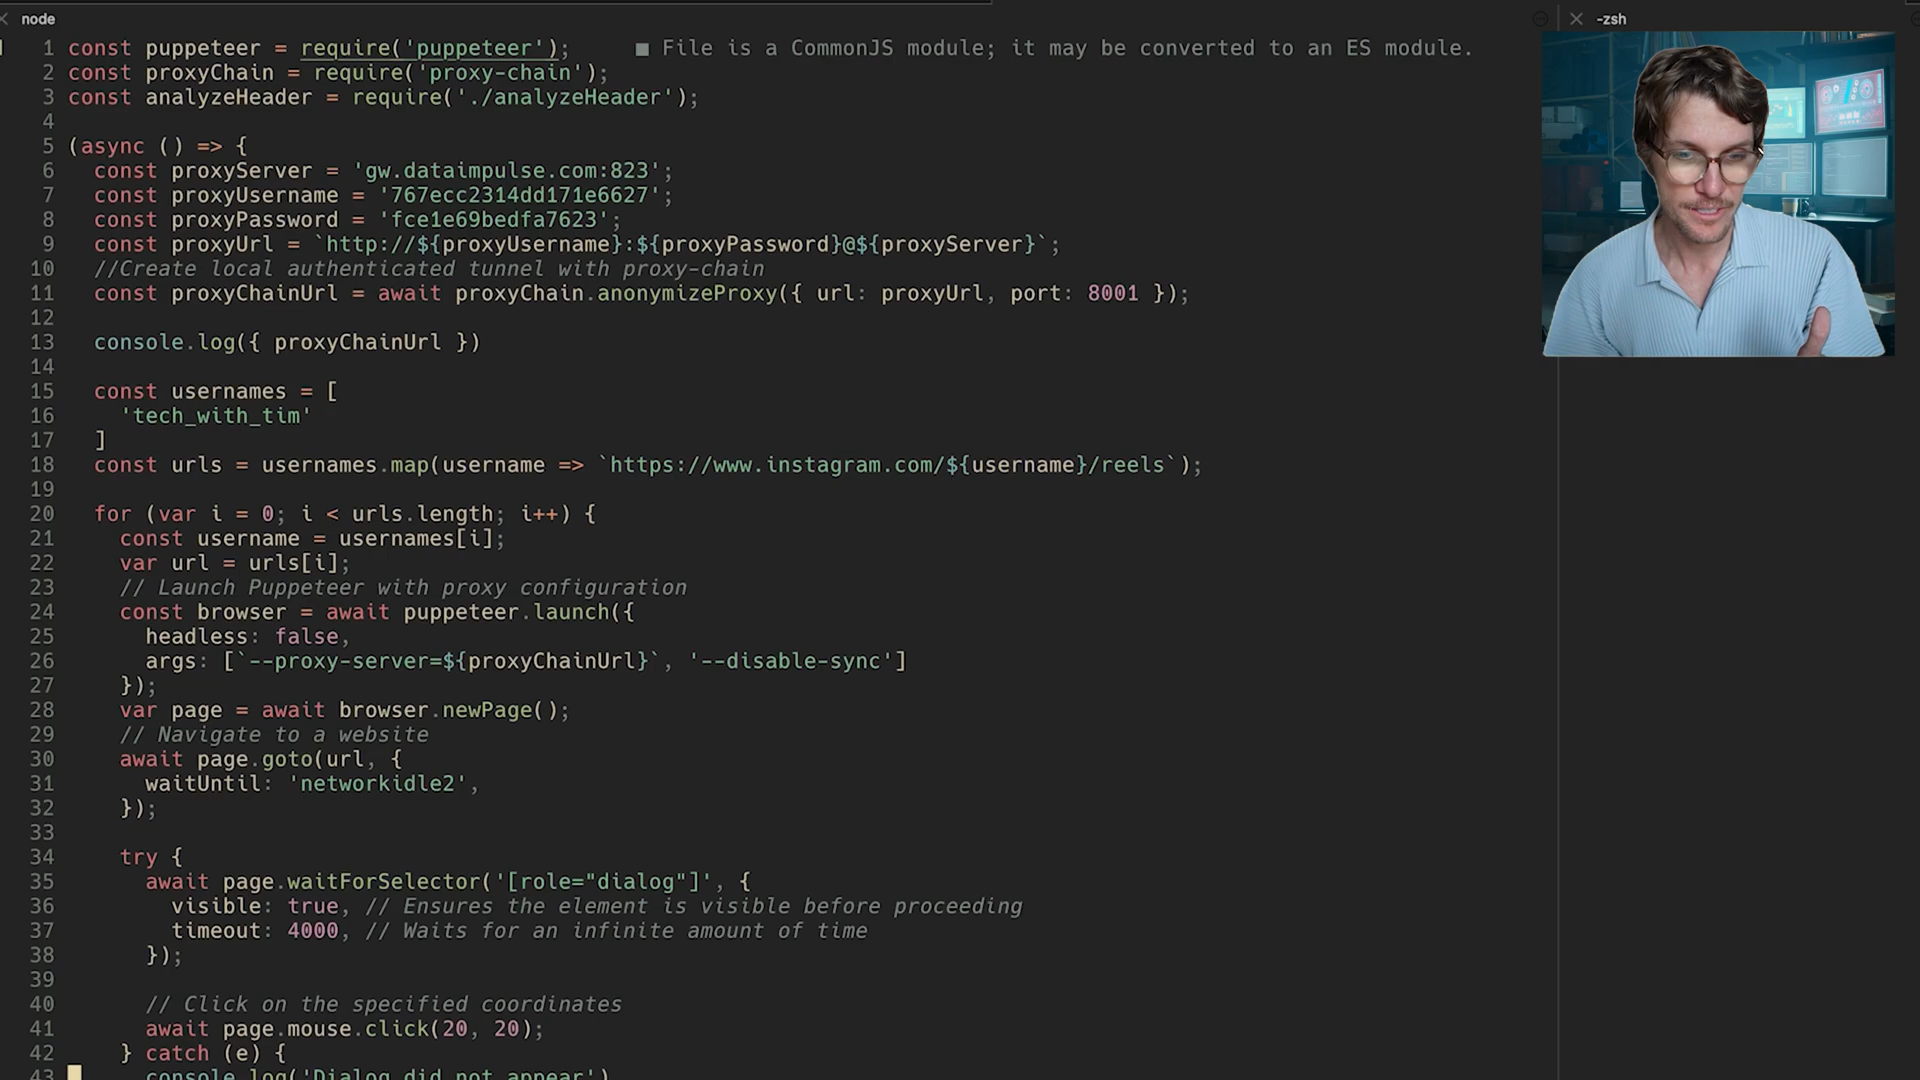 node
-zsh
1 const puppeteer = require('puppeteer'); ■ File is a CommonJS module; it may be converted to an ES module.
2 const proxyChain = require('proxy-chain');
3 const analyzeHeader = require('./analyzeHeader');
4
5 (async () => {
6 const proxyServer = 'gw.dataimpulse.com:823';
7 const proxyUsername = '767ecc2314dd171e6627';
8 const proxyPassword = 'fce1e69bedfa7623';
9 const proxyUrl = `http://${proxyUsername}:${proxyPassword}@${proxyServer}`;
10 //Create local authenticated tunnel with proxy-chain
11 const proxyChainUrl = await proxyChain.anonymizeProxy({ url: proxyUrl, port: 8001 });
12
13 console.log({ proxyChainUrl })
14
15 const usernames = [
16 'tech_with_tim'
17 ]
18 const urls = usernames.map(username => `https://www.instagram.com/${username}/reels`);
19
20 for (var i = 0; i < urls.length; i++) {
21 const username = usernames[i];
22 var url = urls[i];
23 // Launch Puppeteer with proxy configuration
24 const browser = await puppeteer.launch({
25 headless: false,
26 args: [`--proxy-server=${proxyChainUrl}`, '--disable-sync']
27 });
28 var page = await browser.newPage();
29 // Navigate to a website
30 await page.goto(url, {
31 waitUntil: 'networkidle2',
32 });
33
34 try {
35 await page.waitForSelector('[role="dialog"]', {
36 visible: true, // Ensures the element is visible before proceeding
37 timeout: 4000, // Waits for an infinite amount of time
38 });
39
40 // Click on the specified coordinates
41 await page.mouse.click(20, 20);
42 } catch (e) {
43 console.log('Dialog did not appear')